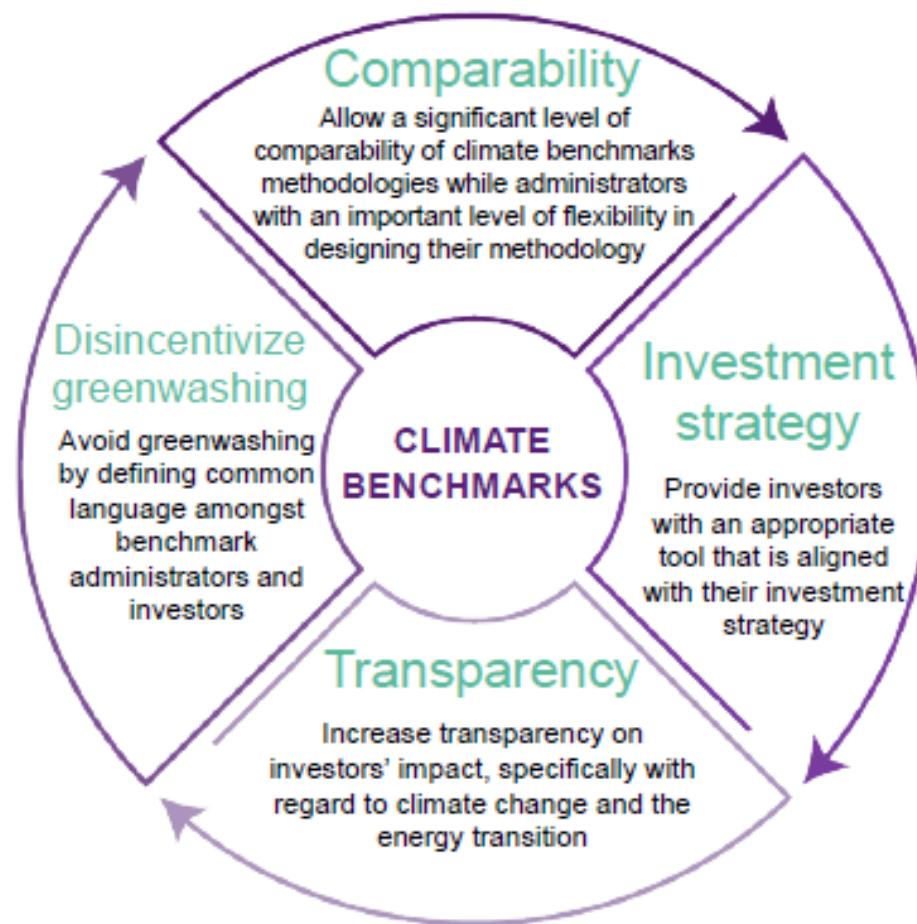 Comparability
Allow a significant level of
comparability of climate benchmarks
methodologies while administrators
with an important level of flexibility in
designing their methodology
Investment
strategy
Provide investors
with an appropriate
tool that is aligned
with their investment
strategy
Transparency
Increase transparency on
investors’ impact, specifically with
regard to climate change and the
energy transition
Disincentivize
greenwashing
Avoid greenwashing
by defining common
language amongst
benchmark
administrators and
investors
CLIMATE
BENCHMARKS